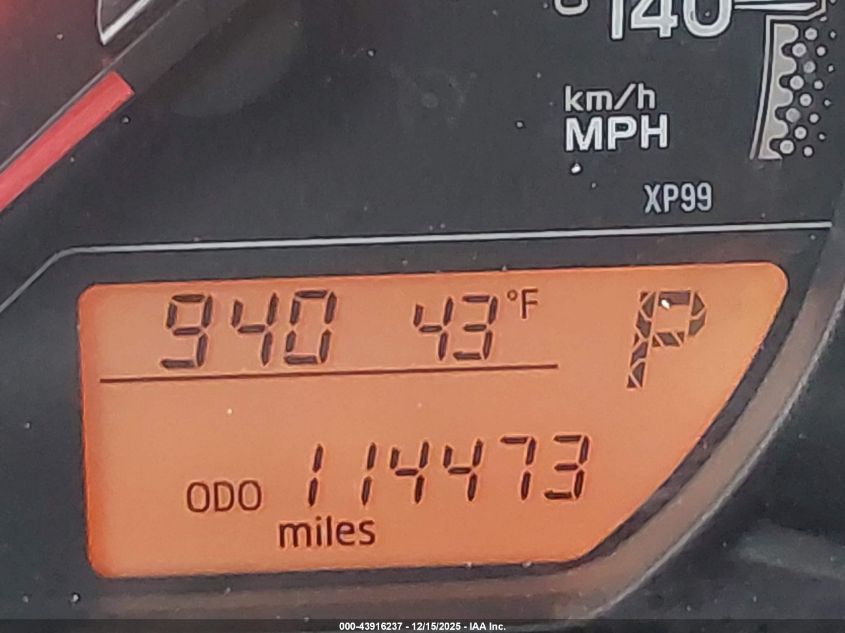 140
km/h
MPH
XP99
940 43°F P
ODO 114473
miles
000-43916237 - 12/15/2025 - IAA Inc.